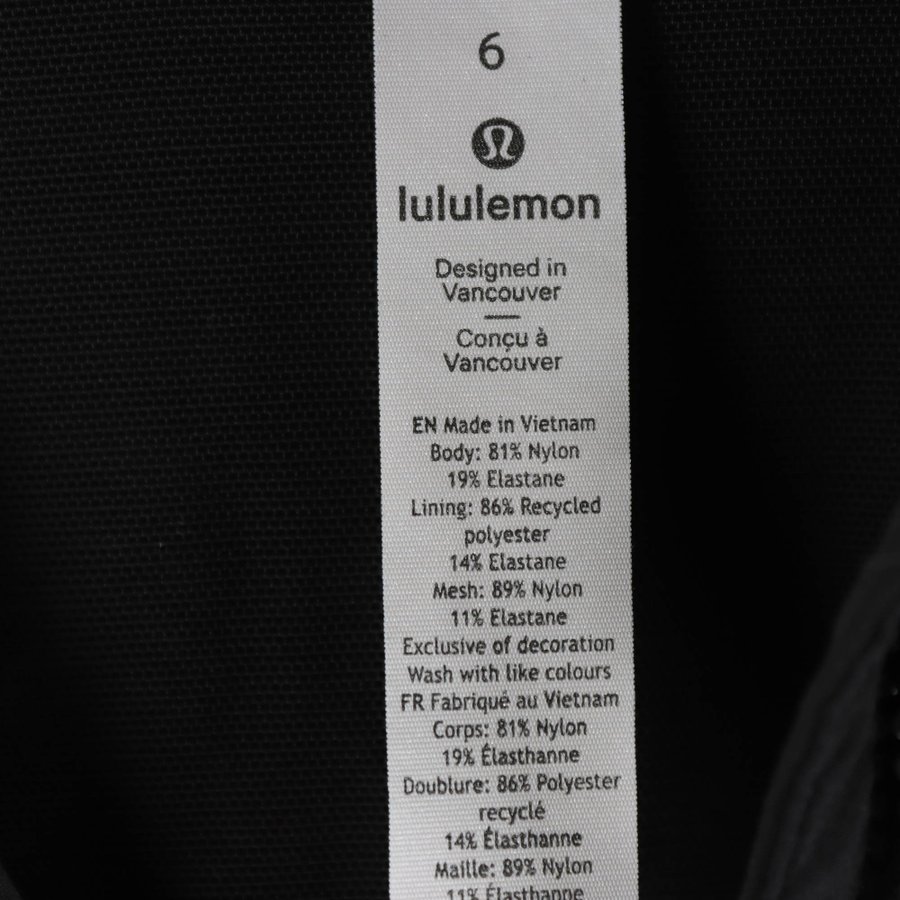 6
lululemon
Designed in
Vancouver
Conçu à
Vancouver
EN Made in Vietnam
Body: 81% Nylon
19% Elastane
Lining: 86% Recycled
polyester
14% Elastane
Mesh: 89% Nylon
11% Elastane
Exclusive of decoration
Wash with like colours
FR Fabriqué au Vietnam
Corps: 81% Nylon
19% Élasthanne
Doublure: 86% Polyester
recyclé
14% Élasthanne
Maille: 89% Nylon
11% Élasthanne